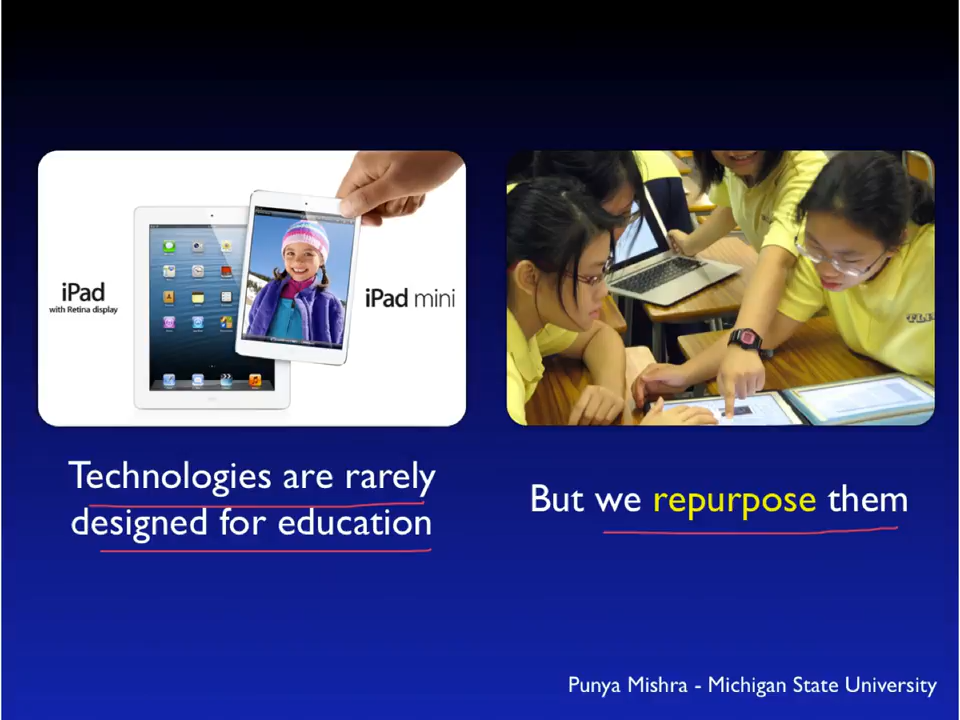 iPad
with Retina display
iPad mini
Technologies are rarely
designed for education
But we repurpose them
Punya Mishra - Michigan State University